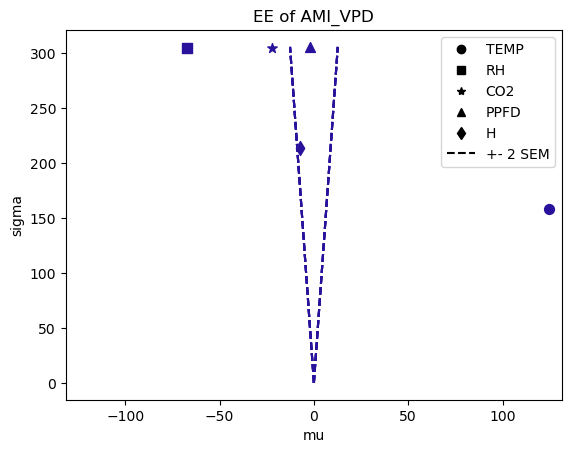 EE of AMI_VPD
300
250
200
150
100
50
0
sigma
−100
−50
0
50
100
mu
TEMP
RH
CO2
PPFD
H
+- 2 SEM